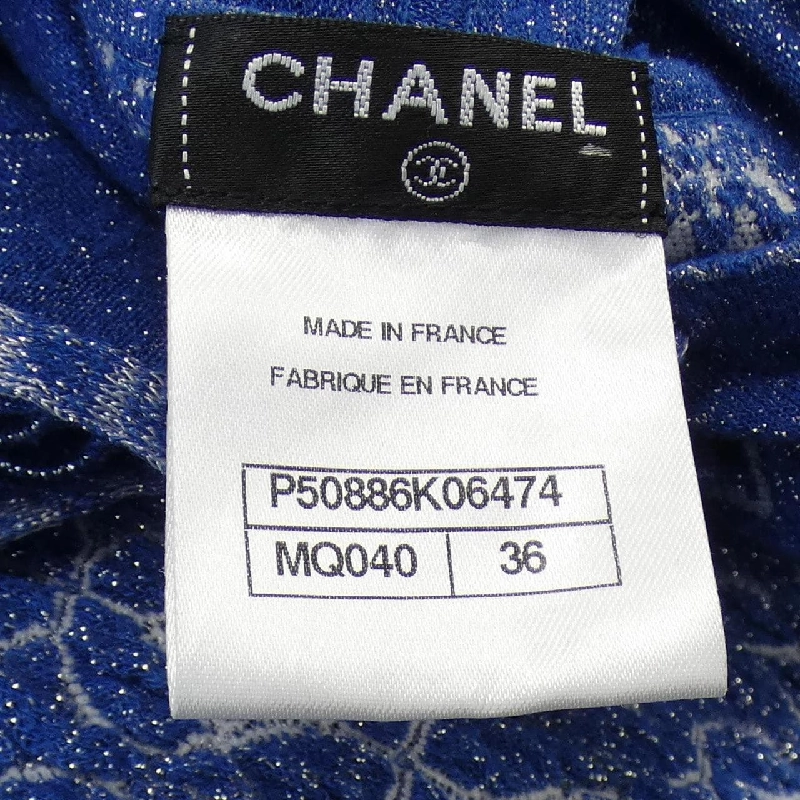 CHANEL
MADE IN FRANCE
FABRIQUE EN FRANCE
P50886K06474
MQ040 36